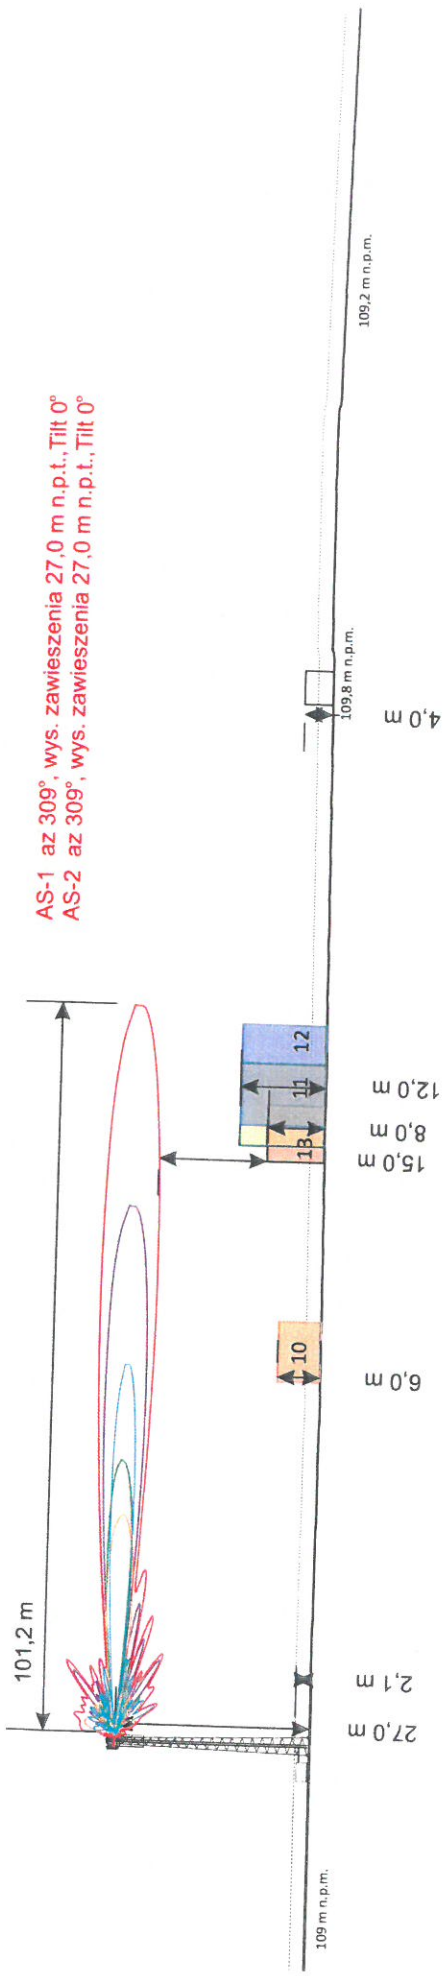 AS-1 az 309°, wys. zawieszenia 27,0 m n.p.t., Tilt 0°
AS-2 az 309°, wys. zawieszenia 27,0 m n.p.t., Tilt 0°
101,2 m
10
13
11
12
109 m n.p.m.
109,8 m n.p.m.
109,2 m n.p.m.
27,0 m
2,1 m
6,0 m
15,0 m
8,0 m
12,0 m
4,0 m